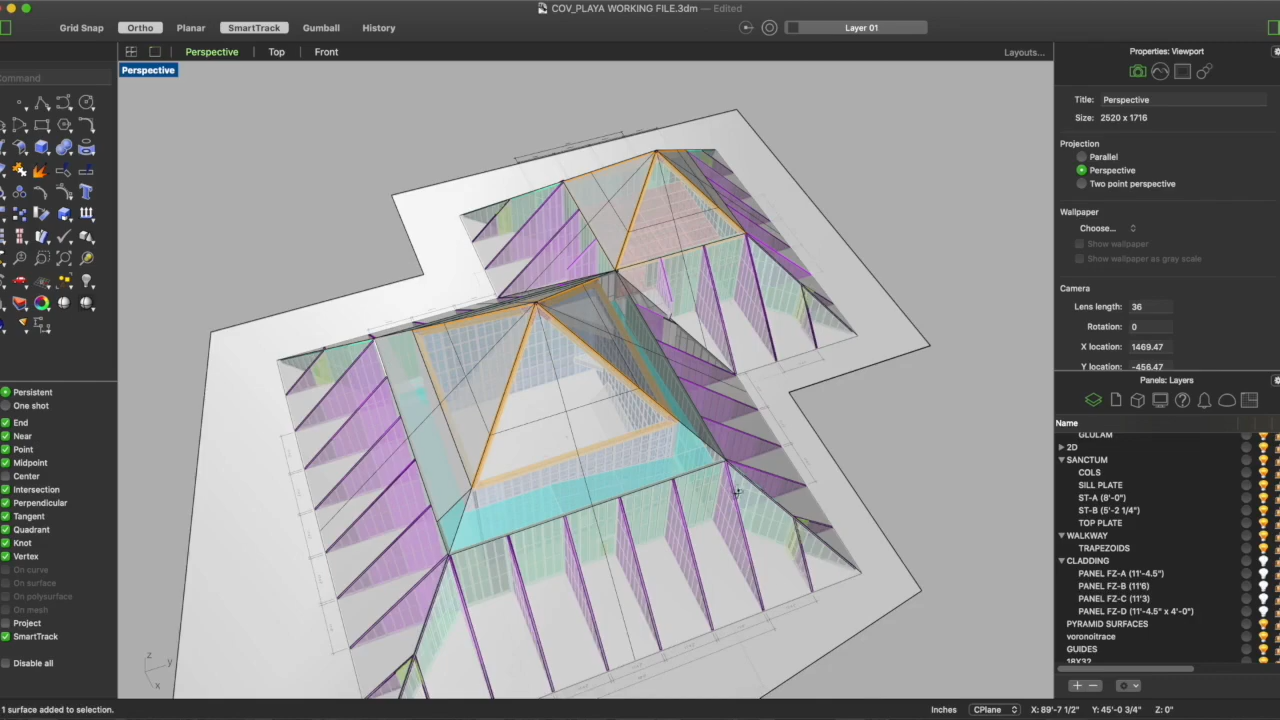 COV_PLAYA WORKING FILE.3dm — Edited
Grid Snap
Ortho
Planar
SmartTrack
Gumball
History
Layer 01
Perspective
Top
Front
Layouts...
Properties: Viewport
Perspective
Command
Title: Perspective
Size: 2520 x 1716
Projection
Parallel
Perspective
Two point perspective
Wallpaper
Choose...
Show wallpaper
Show wallpaper as gray scale
Camera
Lens length: 36
Rotation: 0
X location: 1469.47
Y location: -456.47
Panels: Layers
Name
GLULAM
2D
SANCTUM
COLS
SILL PLATE
ST-A (8'-0")
ST-B (5'-2 1/4")
TOP PLATE
WALKWAY
TRAPEZOIDS
CLADDING
PANEL FZ-A (11'-4.5")
PANEL FZ-B (11'6)
PANEL FZ-C (11'3)
PANEL FZ-D (11'-4.5" x 4'-0")
PYRAMID SURFACES
voronoitrace
GUIDES
18X32
Persistent
One shot
End
Near
Point
Midpoint
Center
Intersection
Perpendicular
Tangent
Quadrant
Knot
Vertex
On curve
On surface
On polysurface
On mesh
Project
SmartTrack
Disable all
z
y
x
1 surface added to selection.
Inches
CPlane
X: 89'-7 1/2"
Y: 45'-0 3/4"
Z: 0"